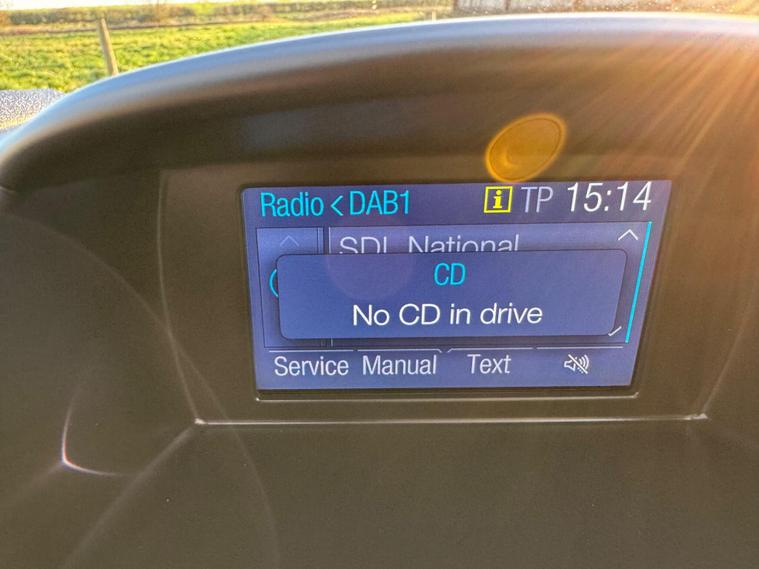 Radio < DAB1 i TP 15:14
SDL National
CD
No CD in drive
Service Manual Text